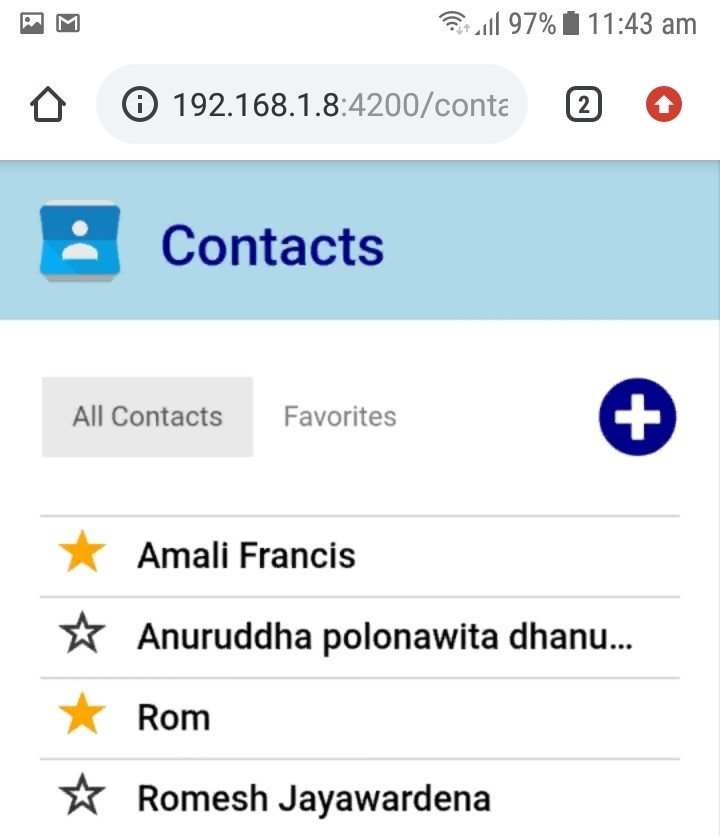 97% 11:43 am
192.168.1.8:4200/conta
2
Contacts
All Contacts Favorites
Amali Francis
Anuruddha polonawita dhanu...
Rom
Romesh Jayawardena